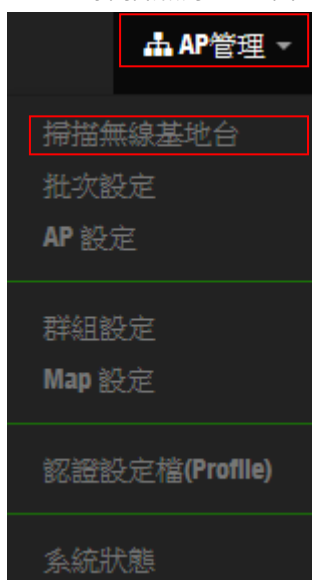 AP管理
掃描無線基地台
批次設定
AP 設定
群組設定
Map 設定
認證設定檔(Profile)
系統狀態